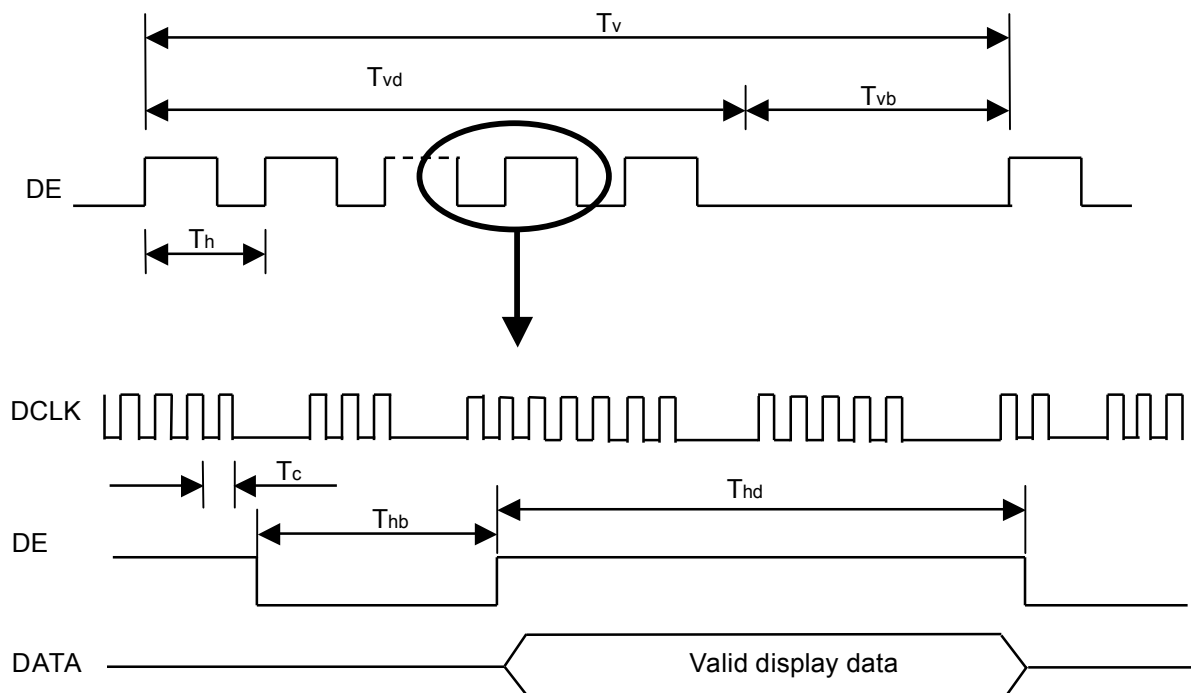 Tv
Tvd
Tvb
DE
Th
DCLK
Tc
Thd
Thb
DE
DATA
Valid display data